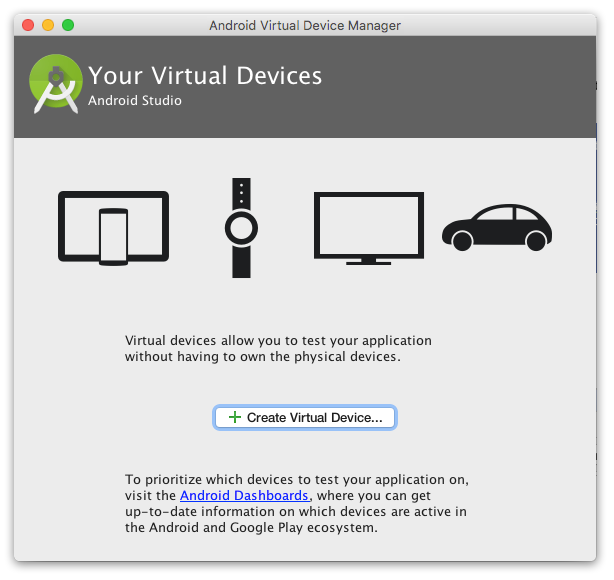 Android Virtual Device Manager
Your Virtual Devices
Android Studio
Virtual devices allow you to test your application
without having to own the physical devices.
Create Virtual Device...
To prioritize which devices to test your application on,
visit the Android Dashboards, where you can get
up-to-date information on which devices are active in
the Android and Google Play ecosystem.